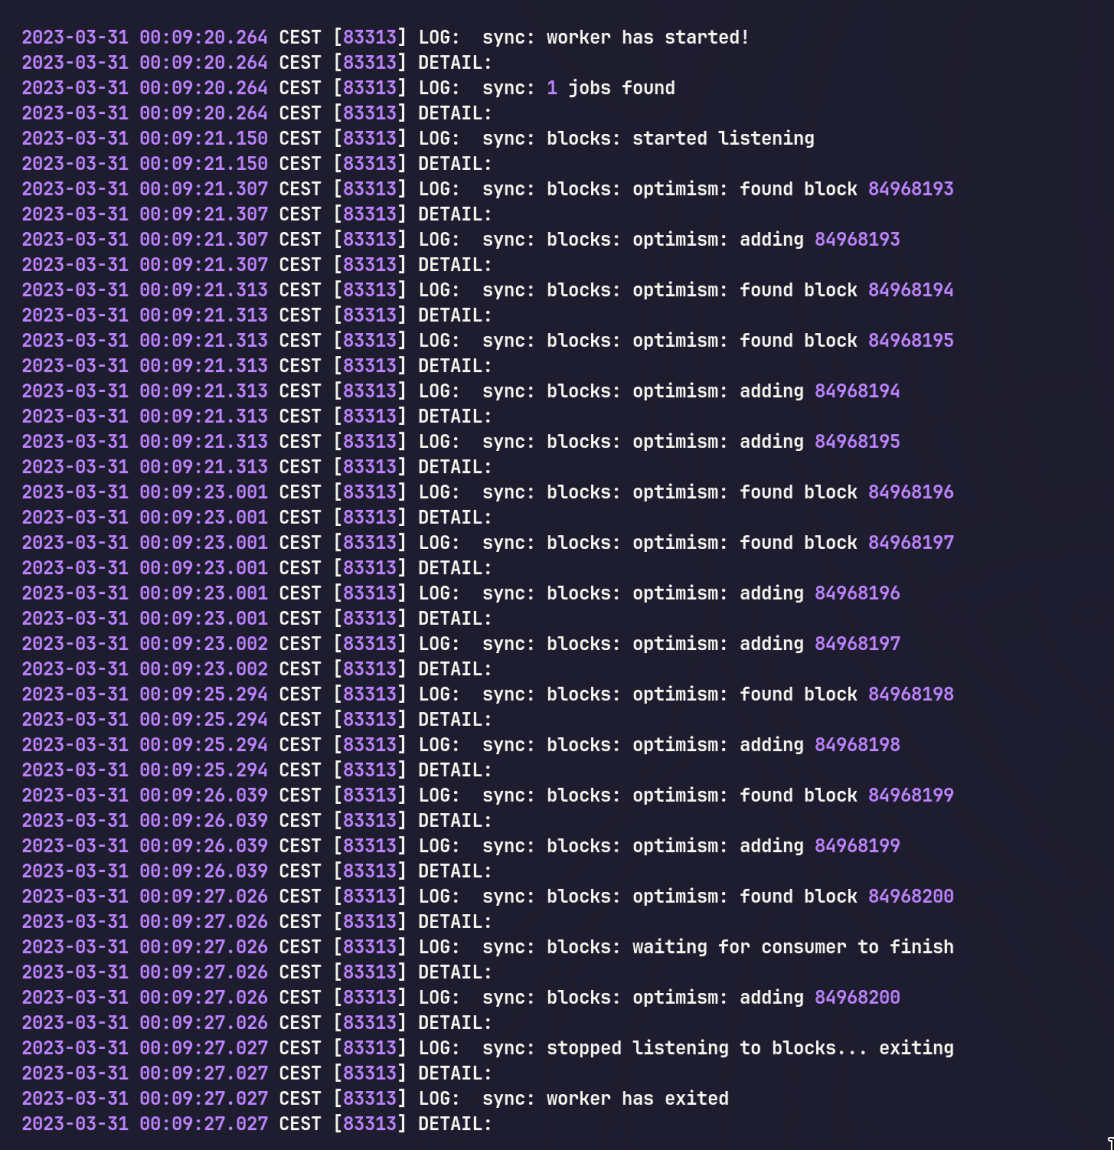 2023-03-31 00:09:20.264 CEST [83313] LOG:  sync: worker has started!
2023-03-31 00:09:20.264 CEST [83313] DETAIL:
2023-03-31 00:09:20.264 CEST [83313] LOG:  sync: 1 jobs found
2023-03-31 00:09:20.264 CEST [83313] DETAIL:
2023-03-31 00:09:21.150 CEST [83313] LOG:  sync: blocks: started listening
2023-03-31 00:09:21.150 CEST [83313] DETAIL:
2023-03-31 00:09:21.307 CEST [83313] LOG:  sync: blocks: optimism: found block 84968193
2023-03-31 00:09:21.307 CEST [83313] DETAIL:
2023-03-31 00:09:21.307 CEST [83313] LOG:  sync: blocks: optimism: adding 84968193
2023-03-31 00:09:21.307 CEST [83313] DETAIL:
2023-03-31 00:09:21.313 CEST [83313] LOG:  sync: blocks: optimism: found block 84968194
2023-03-31 00:09:21.313 CEST [83313] DETAIL:
2023-03-31 00:09:21.313 CEST [83313] LOG:  sync: blocks: optimism: found block 84968195
2023-03-31 00:09:21.313 CEST [83313] DETAIL:
2023-03-31 00:09:21.313 CEST [83313] LOG:  sync: blocks: optimism: adding 84968194
2023-03-31 00:09:21.313 CEST [83313] DETAIL:
2023-03-31 00:09:21.313 CEST [83313] LOG:  sync: blocks: optimism: adding 84968195
2023-03-31 00:09:21.313 CEST [83313] DETAIL:
2023-03-31 00:09:23.001 CEST [83313] LOG:  sync: blocks: optimism: found block 84968196
2023-03-31 00:09:23.001 CEST [83313] DETAIL:
2023-03-31 00:09:23.001 CEST [83313] LOG:  sync: blocks: optimism: found block 84968197
2023-03-31 00:09:23.001 CEST [83313] DETAIL:
2023-03-31 00:09:23.001 CEST [83313] LOG:  sync: blocks: optimism: adding 84968196
2023-03-31 00:09:23.001 CEST [83313] DETAIL:
2023-03-31 00:09:23.002 CEST [83313] LOG:  sync: blocks: optimism: adding 84968197
2023-03-31 00:09:23.002 CEST [83313] DETAIL:
2023-03-31 00:09:25.294 CEST [83313] LOG:  sync: blocks: optimism: found block 84968198
2023-03-31 00:09:25.294 CEST [83313] DETAIL:
2023-03-31 00:09:25.294 CEST [83313] LOG:  sync: blocks: optimism: adding 84968198
2023-03-31 00:09:25.294 CEST [83313] DETAIL:
2023-03-31 00:09:26.039 CEST [83313] LOG:  sync: blocks: optimism: found block 84968199
2023-03-31 00:09:26.039 CEST [83313] DETAIL:
2023-03-31 00:09:26.039 CEST [83313] LOG:  sync: blocks: optimism: adding 84968199
2023-03-31 00:09:26.039 CEST [83313] DETAIL:
2023-03-31 00:09:27.026 CEST [83313] LOG:  sync: blocks: optimism: found block 84968200
2023-03-31 00:09:27.026 CEST [83313] DETAIL:
2023-03-31 00:09:27.026 CEST [83313] LOG:  sync: blocks: waiting for consumer to finish
2023-03-31 00:09:27.026 CEST [83313] DETAIL:
2023-03-31 00:09:27.026 CEST [83313] LOG:  sync: blocks: optimism: adding 84968200
2023-03-31 00:09:27.026 CEST [83313] DETAIL:
2023-03-31 00:09:27.027 CEST [83313] LOG:  sync: stopped listening to blocks... exiting
2023-03-31 00:09:27.027 CEST [83313] DETAIL:
2023-03-31 00:09:27.027 CEST [83313] LOG:  sync: worker has exited
2023-03-31 00:09:27.027 CEST [83313] DETAIL: